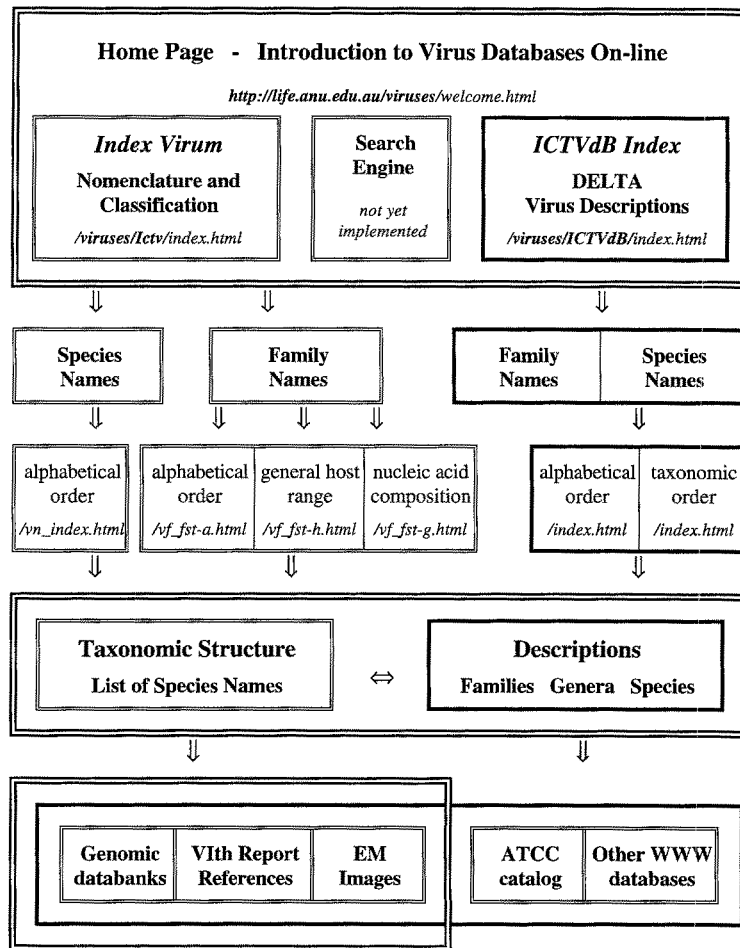 Home Page - Introduction to Virus Databases On-line
http://life.anu.edu.au/viruses/welcome.html
Index Virum
Nomenclature and
Classification
/viruses/Ictv/index.html
Search
Engine
not yet
implemented
ICTVdB Index
DELTA
Virus Descriptions
/viruses/ICTVdB/index.html
⇓ ⇓ ⇓
Species
Names
Family
Names
Family
Names
Species
Names
⇓ ⇓ ⇓ ⇓ ⇓
alphabetical
order
/vn_index.html
alphabetical
order
/vf_fst-a.html
general host
range
/vf_fst-h.html
nucleic acid
composition
/vf_fst-g.html
alphabetical
order
/index.html
taxonomic
order
/index.html
⇓ ⇓ ⇓
Taxonomic Structure
List of Species Names
⇔
Descriptions
Families Genera Species
⇓ ⇓
Genomic
databanks
VIth Report
References
EM
Images
ATCC
catalog
Other WWW
databases